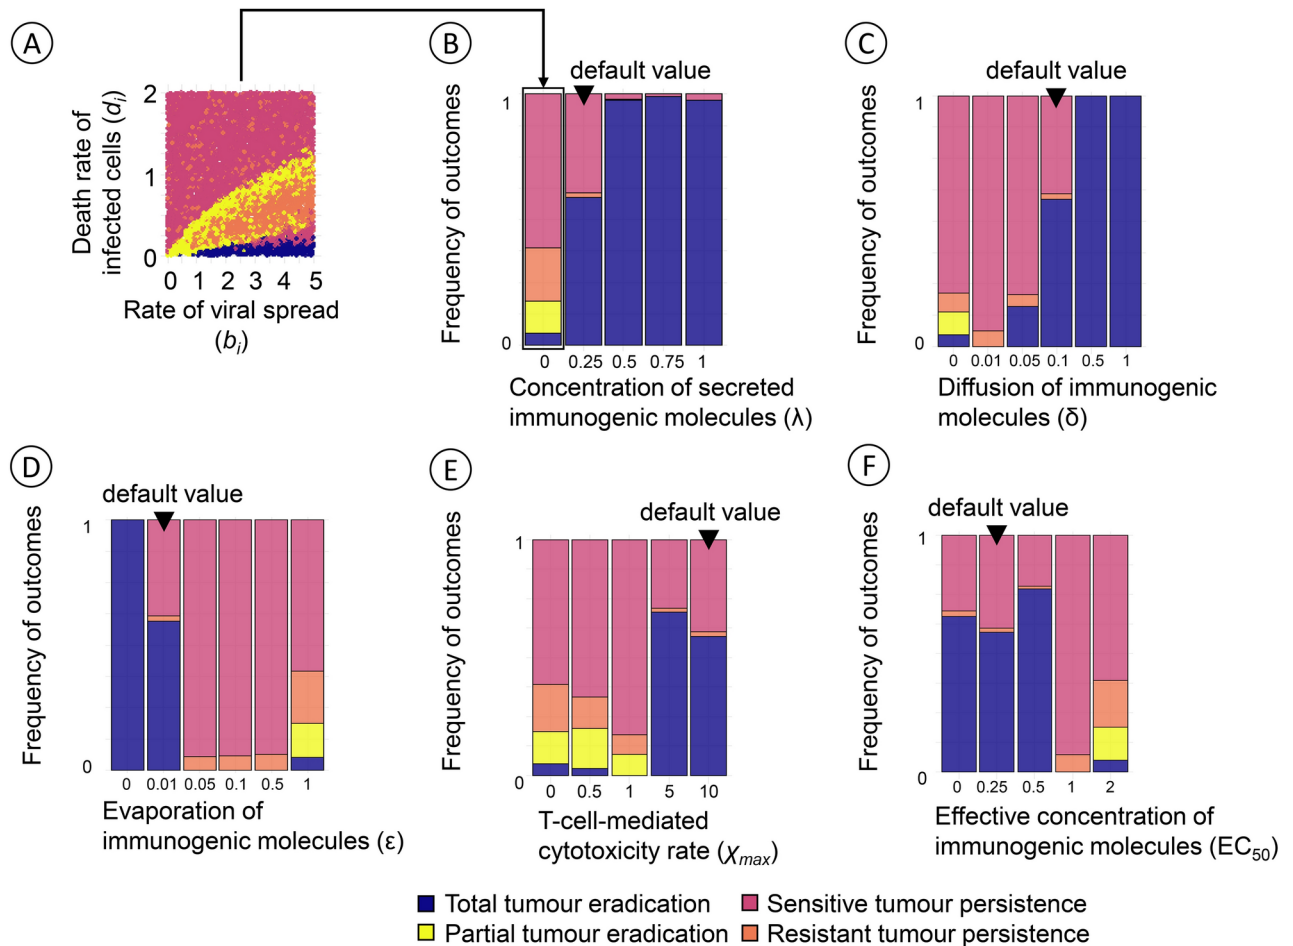 A
Death rate of
infected cells (di)
2
1
0
0 1 2 3 4 5
Rate of viral spread
(bi)
B
default value
Frequency of outcomes
1
0
0 0.25 0.5 0.75 1
Concentration of secreted
immunogenic molecules (λ)
C
default value
Frequency of outcomes
1
0
0 0.01 0.05 0.1 0.5 1
Diffusion of immunogenic
molecules (δ)
D
default value
Frequency of outcomes
1
0
0 0.01 0.05 0.1 0.5 1
Evaporation of
immunogenic molecules (ε)
E
default value
Frequency of outcomes
1
0
0 0.5 1 5 10
T-cell-mediated
cytotoxicity rate (χmax)
F
default value
Frequency of outcomes
1
0
0 0.25 0.5 1 2
Effective concentration of
immunogenic molecules (EC50)
Total tumour eradication
Sensitive tumour persistence
Partial tumour eradication
Resistant tumour persistence